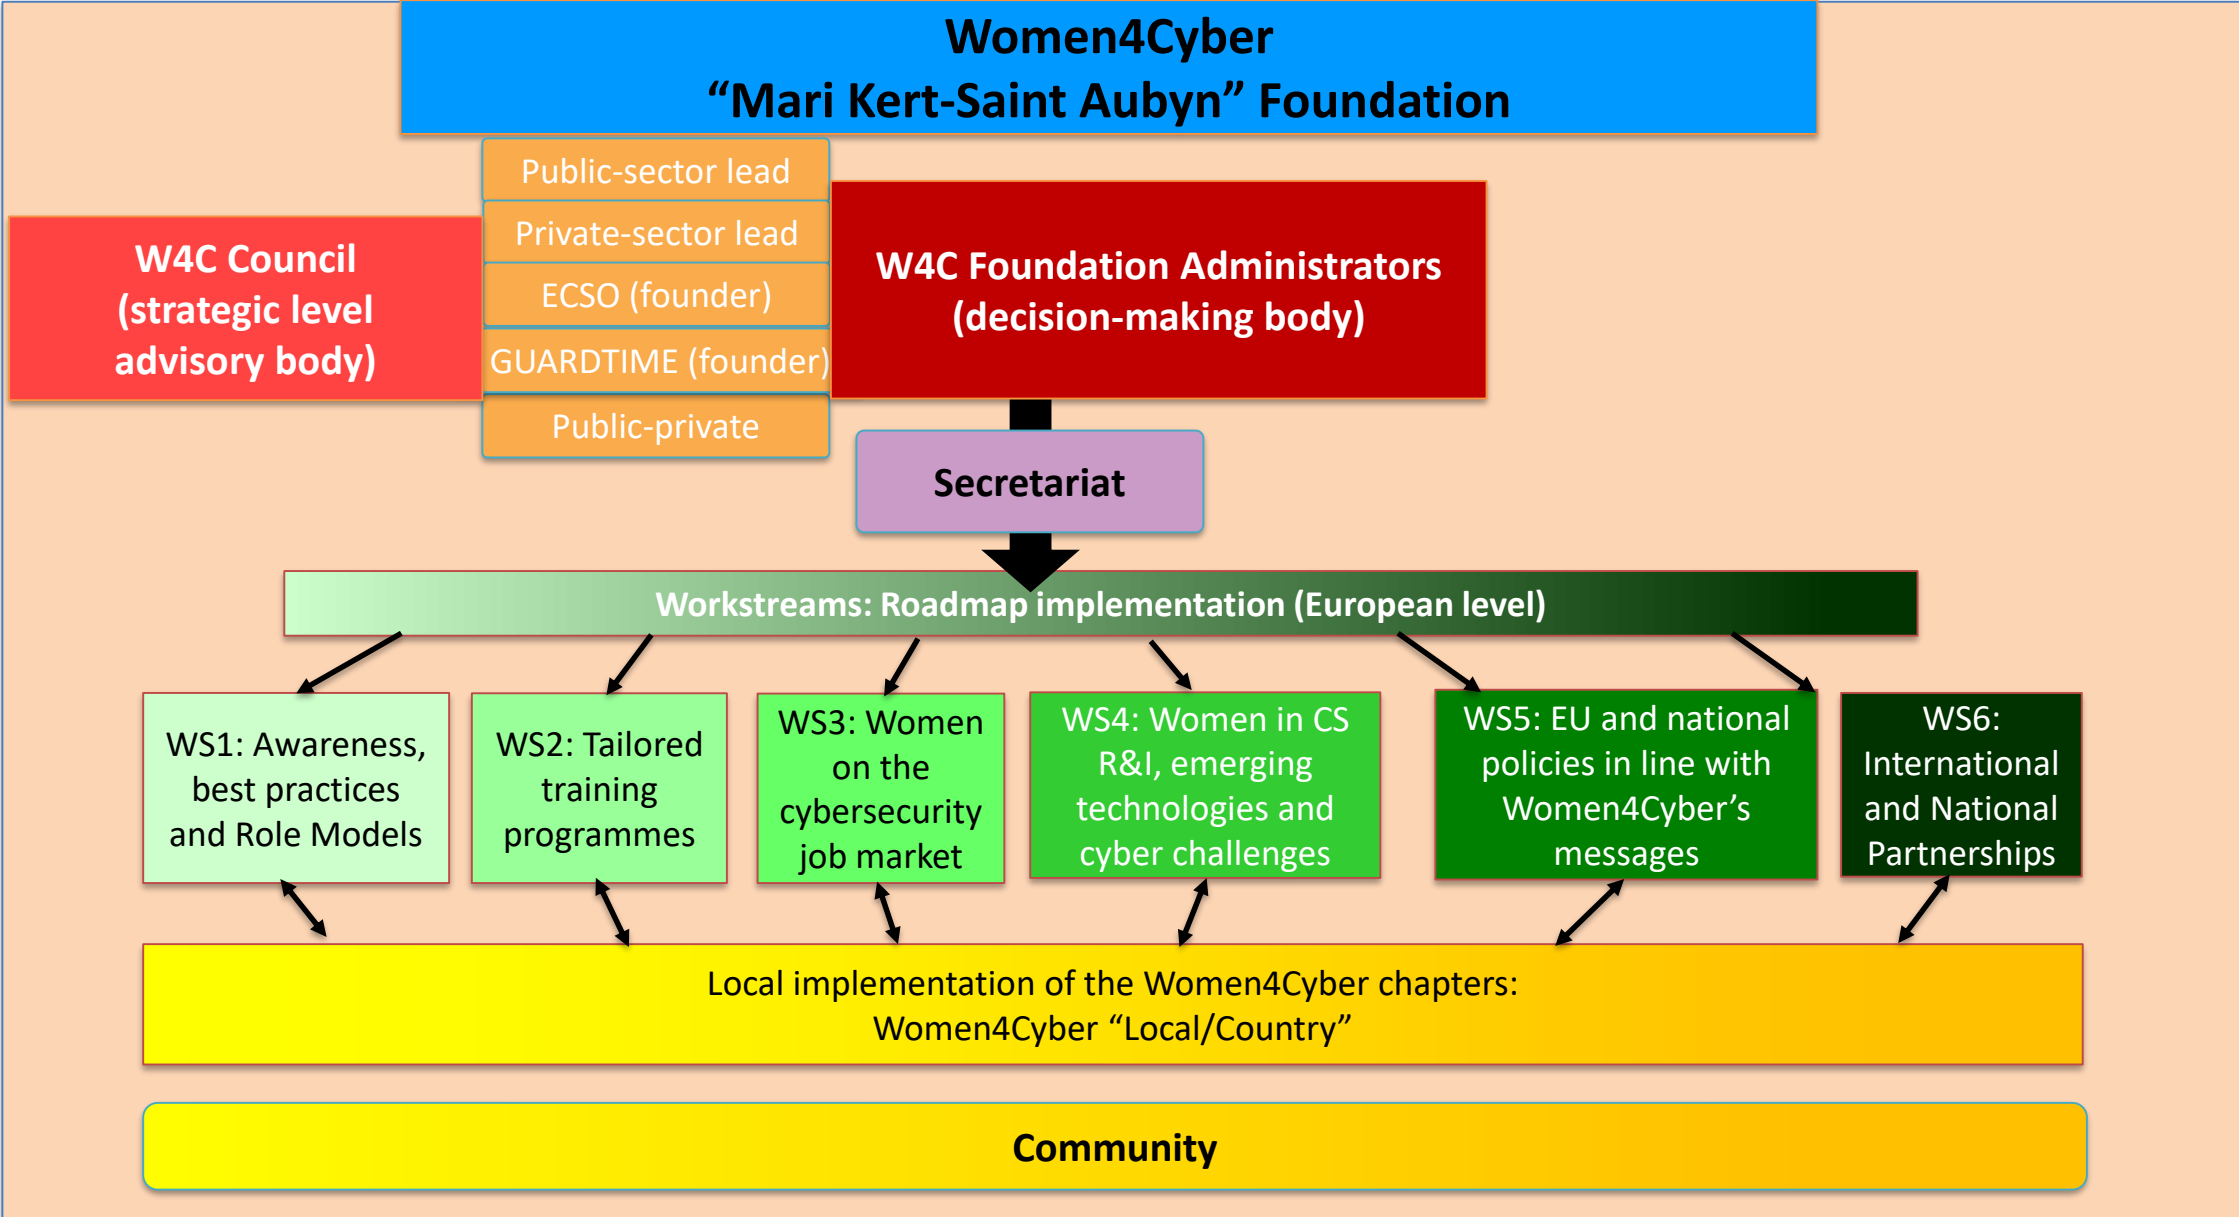 Women4Cyber
“Mari Kert-Saint Aubyn” Foundation
W4C Council
(strategic level
advisory body)
Public-sector lead
Private-sector lead
ECSO (founder)
GUARDTIME (founder)
Public-private
W4C Foundation Administrators
(decision-making body)
Secretariat
Workstreams: Roadmap implementation (European level)
WS1: Awareness,
best practices
and Role Models
WS2: Tailored
training
programmes
WS3: Women
on the
cybersecurity
job market
WS4: Women in CS
R&I, emerging
technologies and
cyber challenges
WS5: EU and national
policies in line with
Women4Cyber’s
messages
WS6:
International
and National
Partnerships
Local implementation of the Women4Cyber chapters:
Women4Cyber “Local/Country”
Community